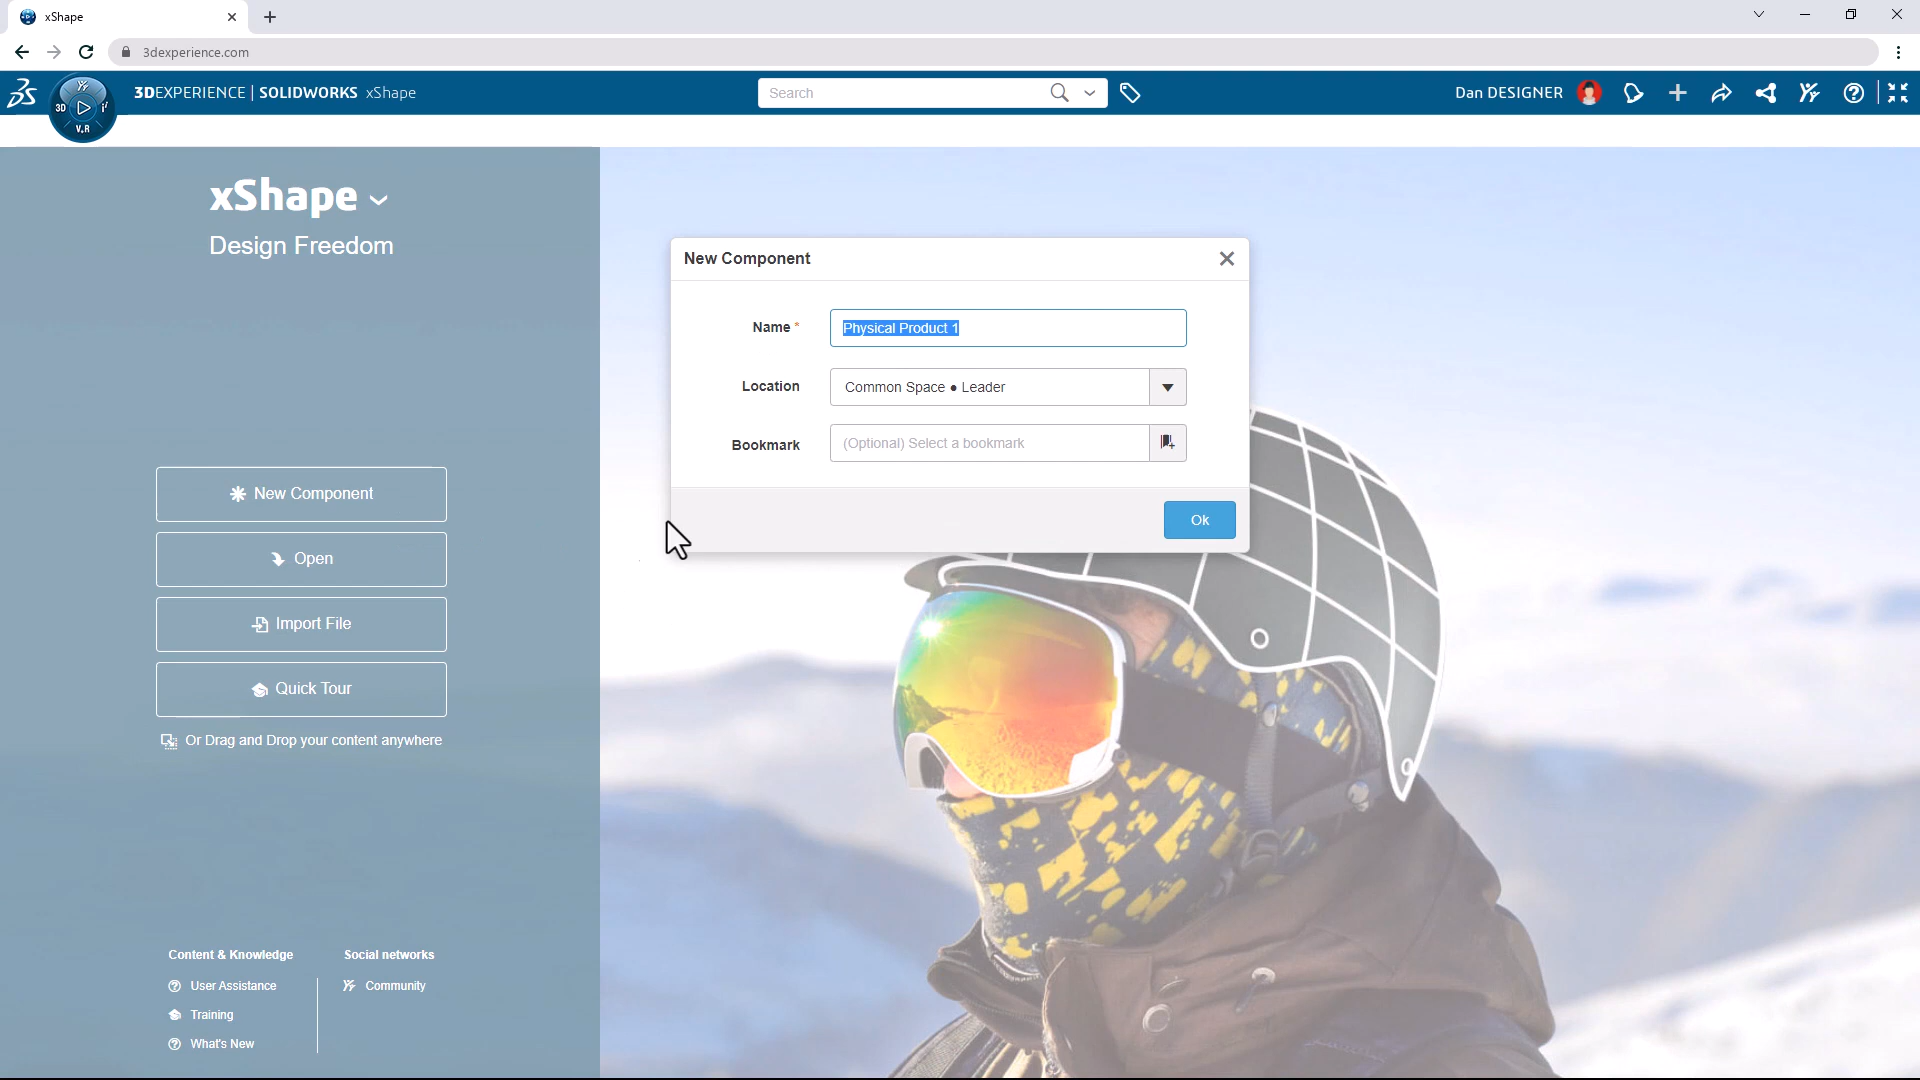 xShape
3dexperience.com
3DEXPERIENCE | SOLIDWORKS xShape
Search
Dan DESIGNER
3D
V.R
xShape
Design Freedom
New Component
Name *
Physical Product 1
Location
Common Space ● Leader
Bookmark
(Optional) Select a bookmark
Ok
New Component
Open
Import File
Quick Tour
Or Drag and Drop your content anywhere
Content & Knowledge
User Assistance
Training
What's New
Social networks
Community